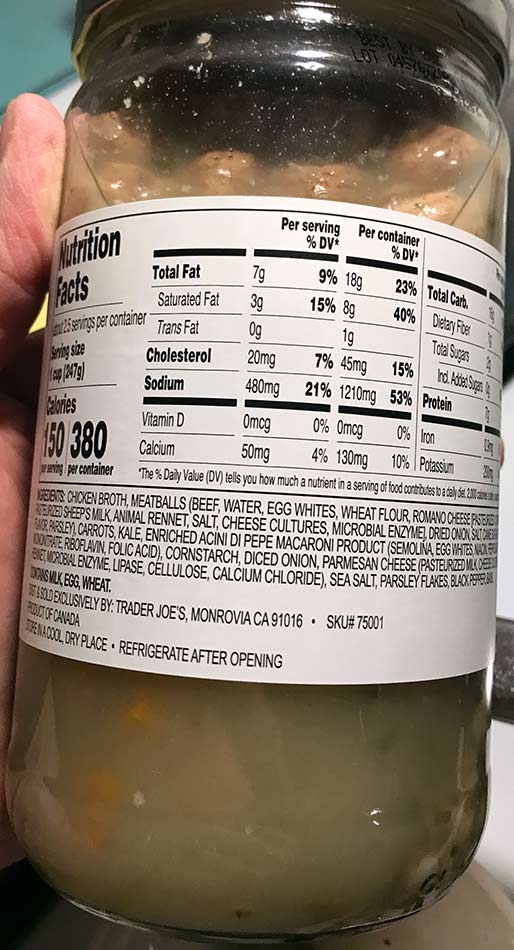 BEST BY
LOT
Nutrition
Facts
about 2.5 servings per container
Serving size
1 cup (247g)
Calories
150 380
per serving per container
Per serving Per container
% DV* % DV*
Total Fat 7g 9% 18g 23%
Saturated Fat 3g 15% 8g 40%
Trans Fat 0g 1g
Cholesterol 20mg 7% 45mg 15%
Sodium 480mg 21% 1210mg 53%
Vitamin D 0mcg 0% 0mcg 0%
Calcium 50mg 4% 130mg 10%
Total Carb.
Dietary Fiber
Total Sugars
Incl. Added Sugars
Protein
Iron
Potassium
*The % Daily Value (DV) tells you how much a nutrient in a serving of food contributes to a daily diet. 2,000 calories
INGREDIENTS: CHICKEN BROTH, MEATBALLS (BEEF, WATER, EGG WHITES, WHEAT FLOUR, ROMANO CHEESE
PASTEURIZED SHEEP'S MILK, ANIMAL RENNET, SALT, CHEESE CULTURES, MICROBIAL ENZYME), DRIED ONION, SALT,
FLAVOR, PARSLEY), CARROTS, KALE, ENRICHED ACINI DI PEPE MACARONI PRODUCT (SEMOLINA, EGG WHITES, NIACIN,
MONONITRATE, RIBOFLAVIN, FOLIC ACID), CORNSTARCH, DICED ONION, PARMESAN CHEESE (PASTEURIZED MILK, CHEESE
RENNET, MICROBIAL ENZYME, LIPASE, CELLULOSE, CALCIUM CHLORIDE), SEA SALT, PARSLEY FLAKES, BLACK PEPPER,
CONTAINS MILK, EGG, WHEAT.
DIST. & SOLD EXCLUSIVELY BY: TRADER JOE'S, MONROVIA CA 91016 • SKU# 75001
PRODUCT OF CANADA
STORE IN A COOL, DRY PLACE • REFRIGERATE AFTER OPENING